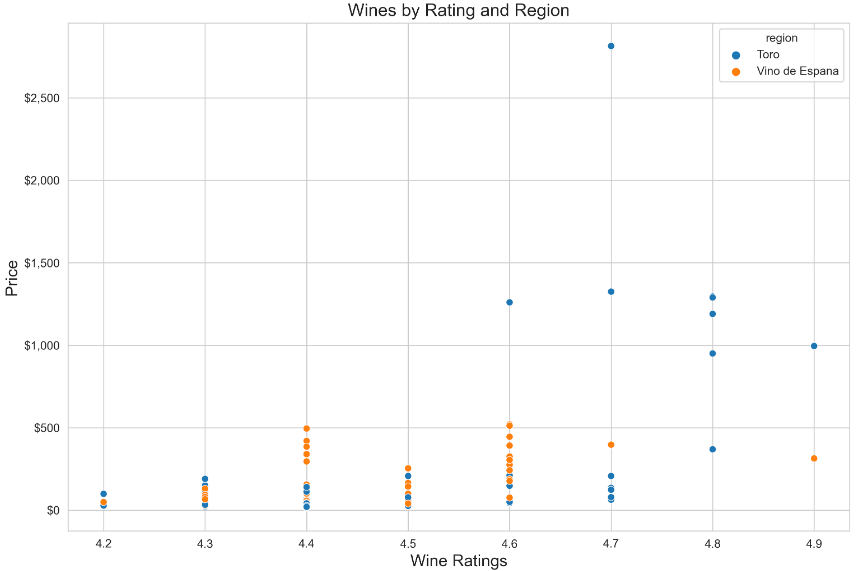 Wines by Rating and Region
region
Toro
Vino de Espana
$2,500
$2,000
$1,500
$1,000
$500
$0
Price
4.2 4.3 4.4 4.5 4.6 4.7 4.8 4.9
Wine Ratings